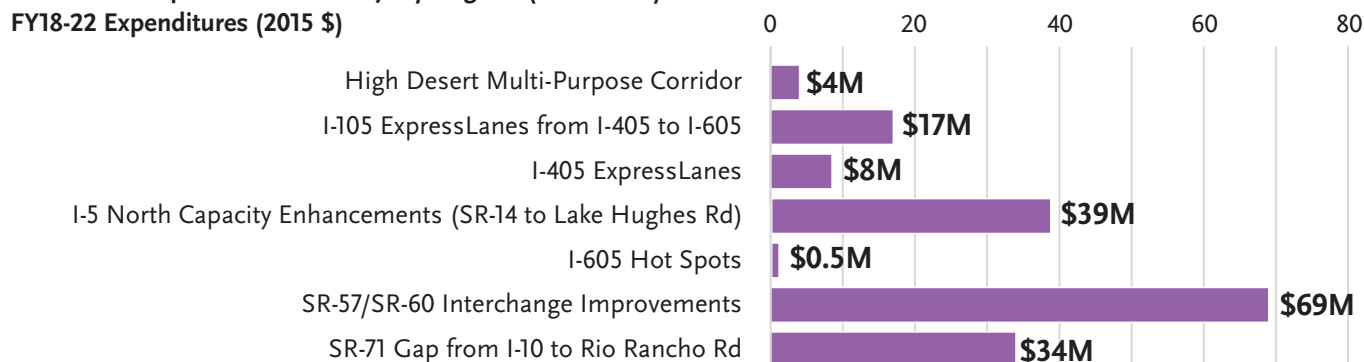 FY18-22 Expenditures (2015 $)
0 20 40 60 80
High Desert Multi-Purpose Corridor $4M
I-105 ExpressLanes from I-405 to I-605 $17M
I-405 ExpressLanes $8M
I-5 North Capacity Enhancements (SR-14 to Lake Hughes Rd) $39M
I-605 Hot Spots $0.5M
SR-57/SR-60 Interchange Improvements $69M
SR-71 Gap from I-10 to Rio Rancho Rd $34M